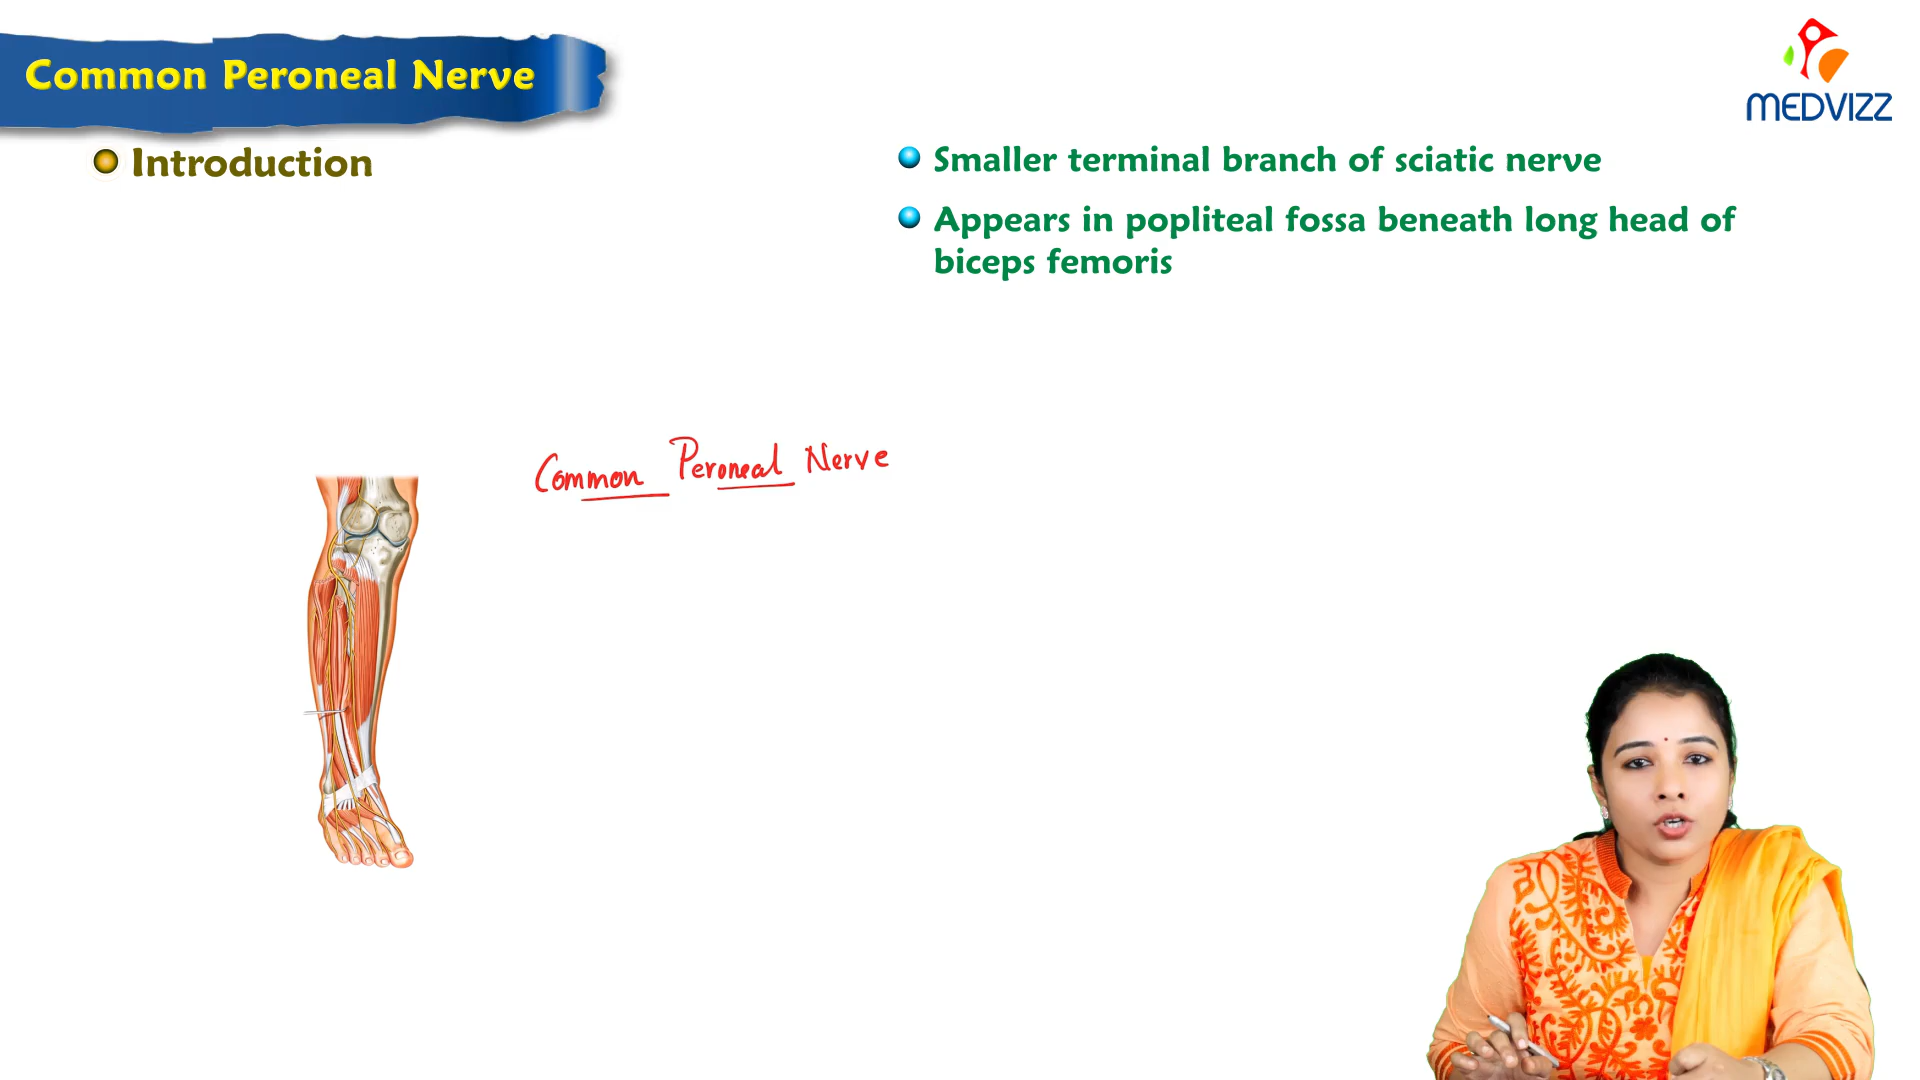 Common Peroneal Nerve
MEDVIZZ
Introduction
Smaller terminal branch of sciatic nerve
Appears in popliteal fossa beneath long head of
biceps femoris
Common Peroneal Nerve